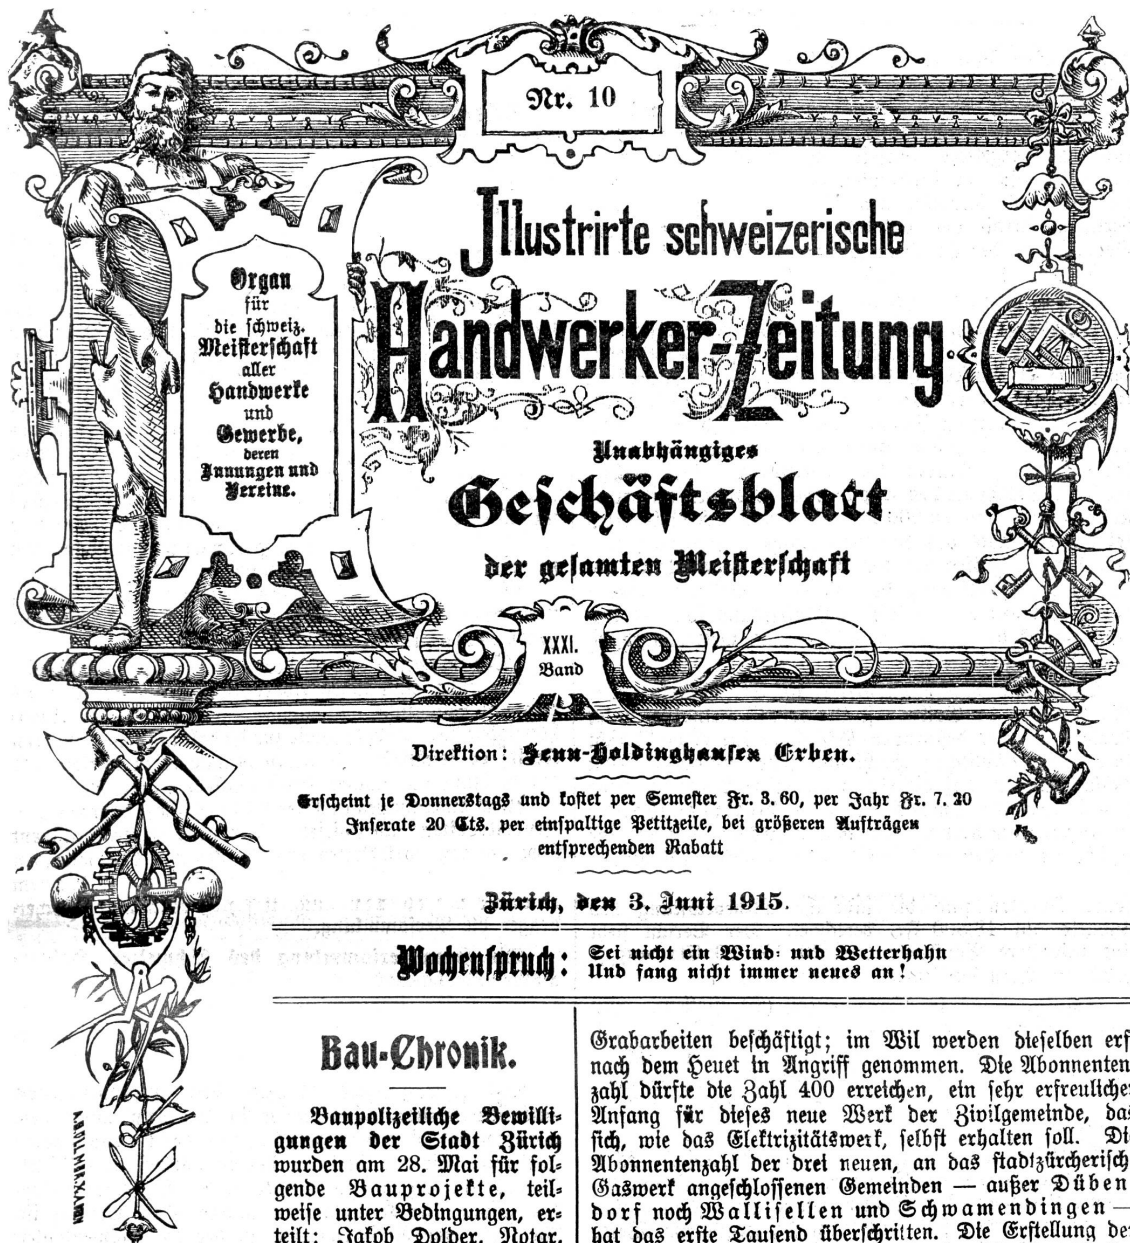 Nr. 10
Illustrirte schweizerische
Handwerker-Zeitung
Unabhängiges
Geschäftsblatt
der gesamten Meisterschaft
Organ
für
die schweiz.
Meisterschaft
aller
Handwerke
und
Gewerbe,
deren
Innungen und
Vereine.
XXXI.
Band
Direktion: Senn-Holdinghausen Erben.
Erscheint je Donnerstags und kostet per Semester Fr. 3.60, per Jahr Fr. 7.20
Inserate 20 Cts. per einspaltige Petitzeile, bei größeren Aufträgen
entsprechenden Rabatt
Zürich, den 3. Juni 1915.
Wochenspruch:
Sei nicht ein Wind- und Wetterhahn
Und fang nicht immer neues an!
Bau-Chronik.
Baupolizeiliche Bewilli-
gungen der Stadt Zürich
wurden am 28. Mai für fol-
gende Bauprojekte, teil-
weise unter Bedingungen, er-
teilt: Jakob Dolder, Notar,
Grabarbeiten beschäftigt; im Wil werden dieselben erst
nach dem Heuet in Angriff genommen. Die Abonnenten-
zahl dürfte die Zahl 400 erreichen, ein sehr erfreulicher
Anfang für dieses neue Werk der Zivilgemeinde, das
sich, wie das Elektrizitätswerk, selbst erhalten soll. Die
Abonnentenzahl der drei neuen, an das stadtzürcherische
Gaswerk angeschlossenen Gemeinden — außer Düben-
dorf noch Wallisellen und Schwamendingen —
hat das erste Tausend überschritten. Die Erstellung der